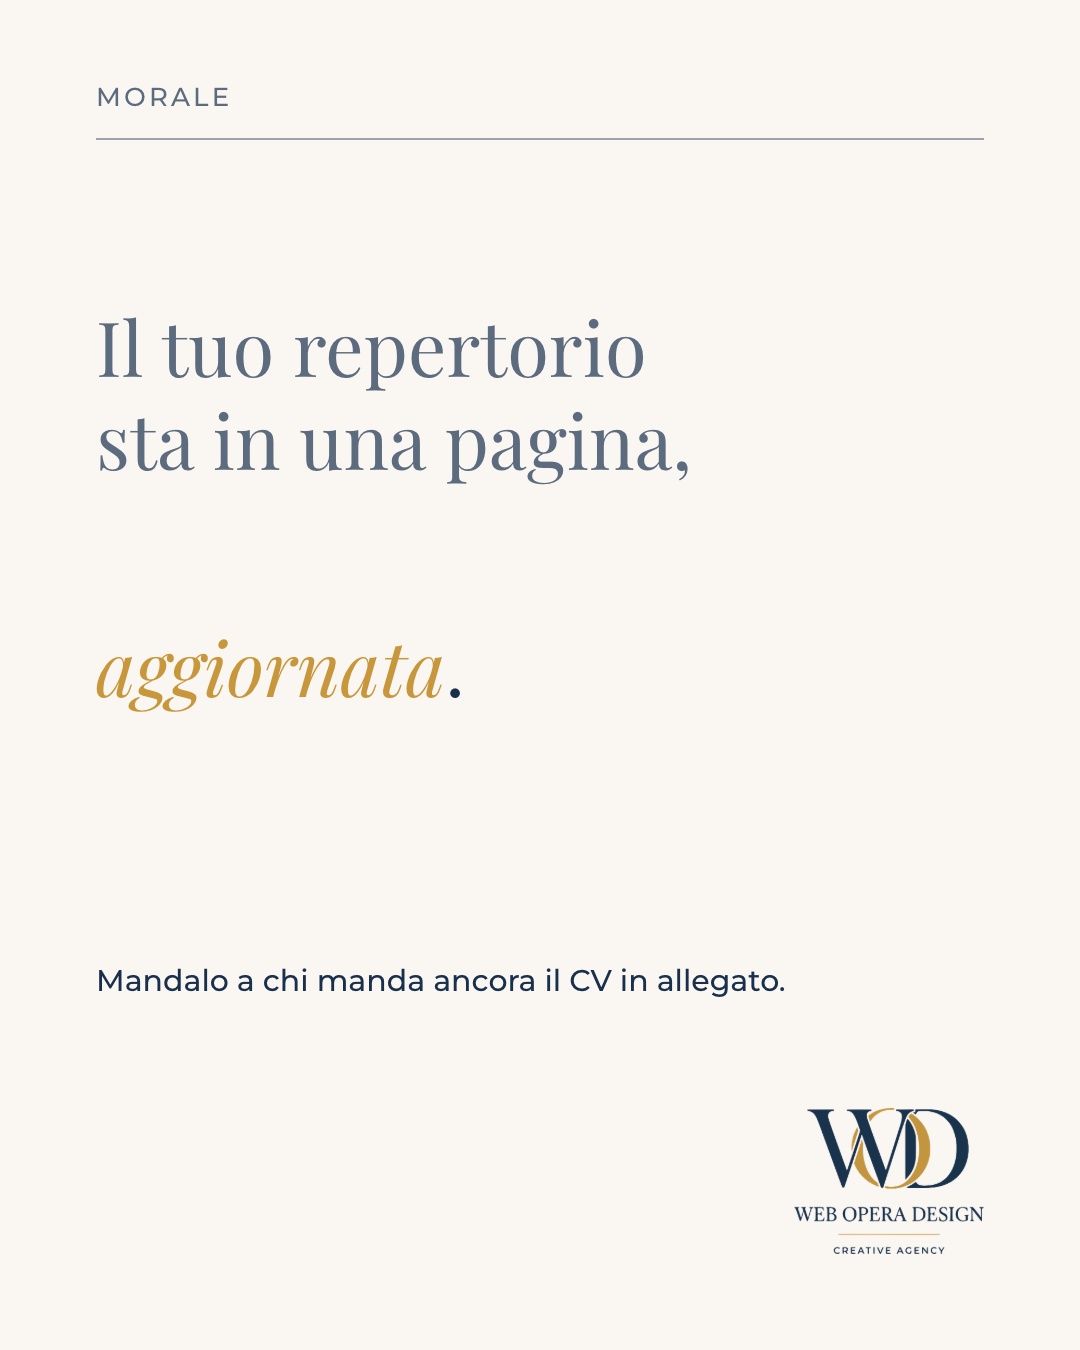 MORALE
Il tuo repertorio
sta in una pagina,
aggiornata.
Mandalo a chi manda ancora il CV in allegato.
WOD
WEB OPERA DESIGN
CREATIVE AGENCY